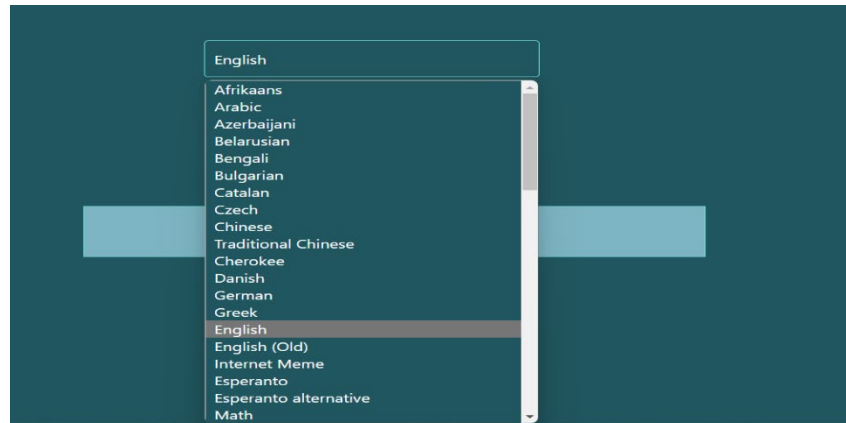 English
Afrikaans
Arabic
Azerbaijani
Belarusian
Bengali
Bulgarian
Catalan
Czech
Chinese
Traditional Chinese
Cherokee
Danish
German
Greek
English
English (Old)
Internet Meme
Esperanto
Esperanto alternative
Math